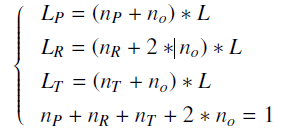 L_P = (n_P + n_o) * L
L_R = (n_R + 2 *| n_o) * L
L_T = (n_T + n_o) * L
n_P + n_R + n_T + 2 * n_o = 1